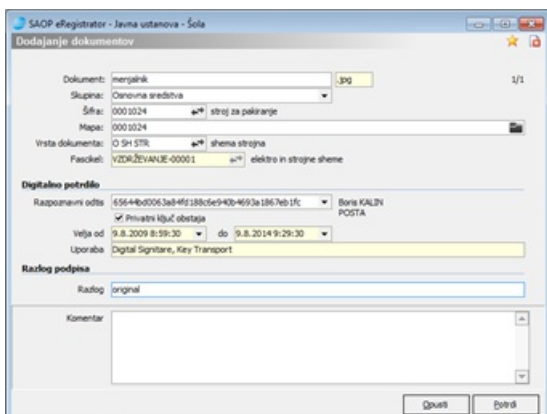 SAOP eRegistrator - Javna ustanova - Šola
Dodajanje dokumentov
Dokument: menjalnik .jpg 1/1
Skupina: Osnovna sredstva
Šifra: 0001024 stroj za pakiranje
Mapa: 0001024
Vrsta dokumenta: O SH STR shema strojna
Fascikel: VZDRŽEVANJE-00001 elektro in strojne sheme
Digitalno potrdilo
Razpoznavni odtis 65644bd0063a84fd188c6e940b4693a1867eb1fc Boris KALIN
Privatni ključ obstaja POSTA
Velja od 9.8.2009 8:59:30 do 9.8.2014 9:29:30
Uporaba Digital Signitare, Key Transport
Razlog podpisa
Razlog original
Komentar
Opusti Potrdi